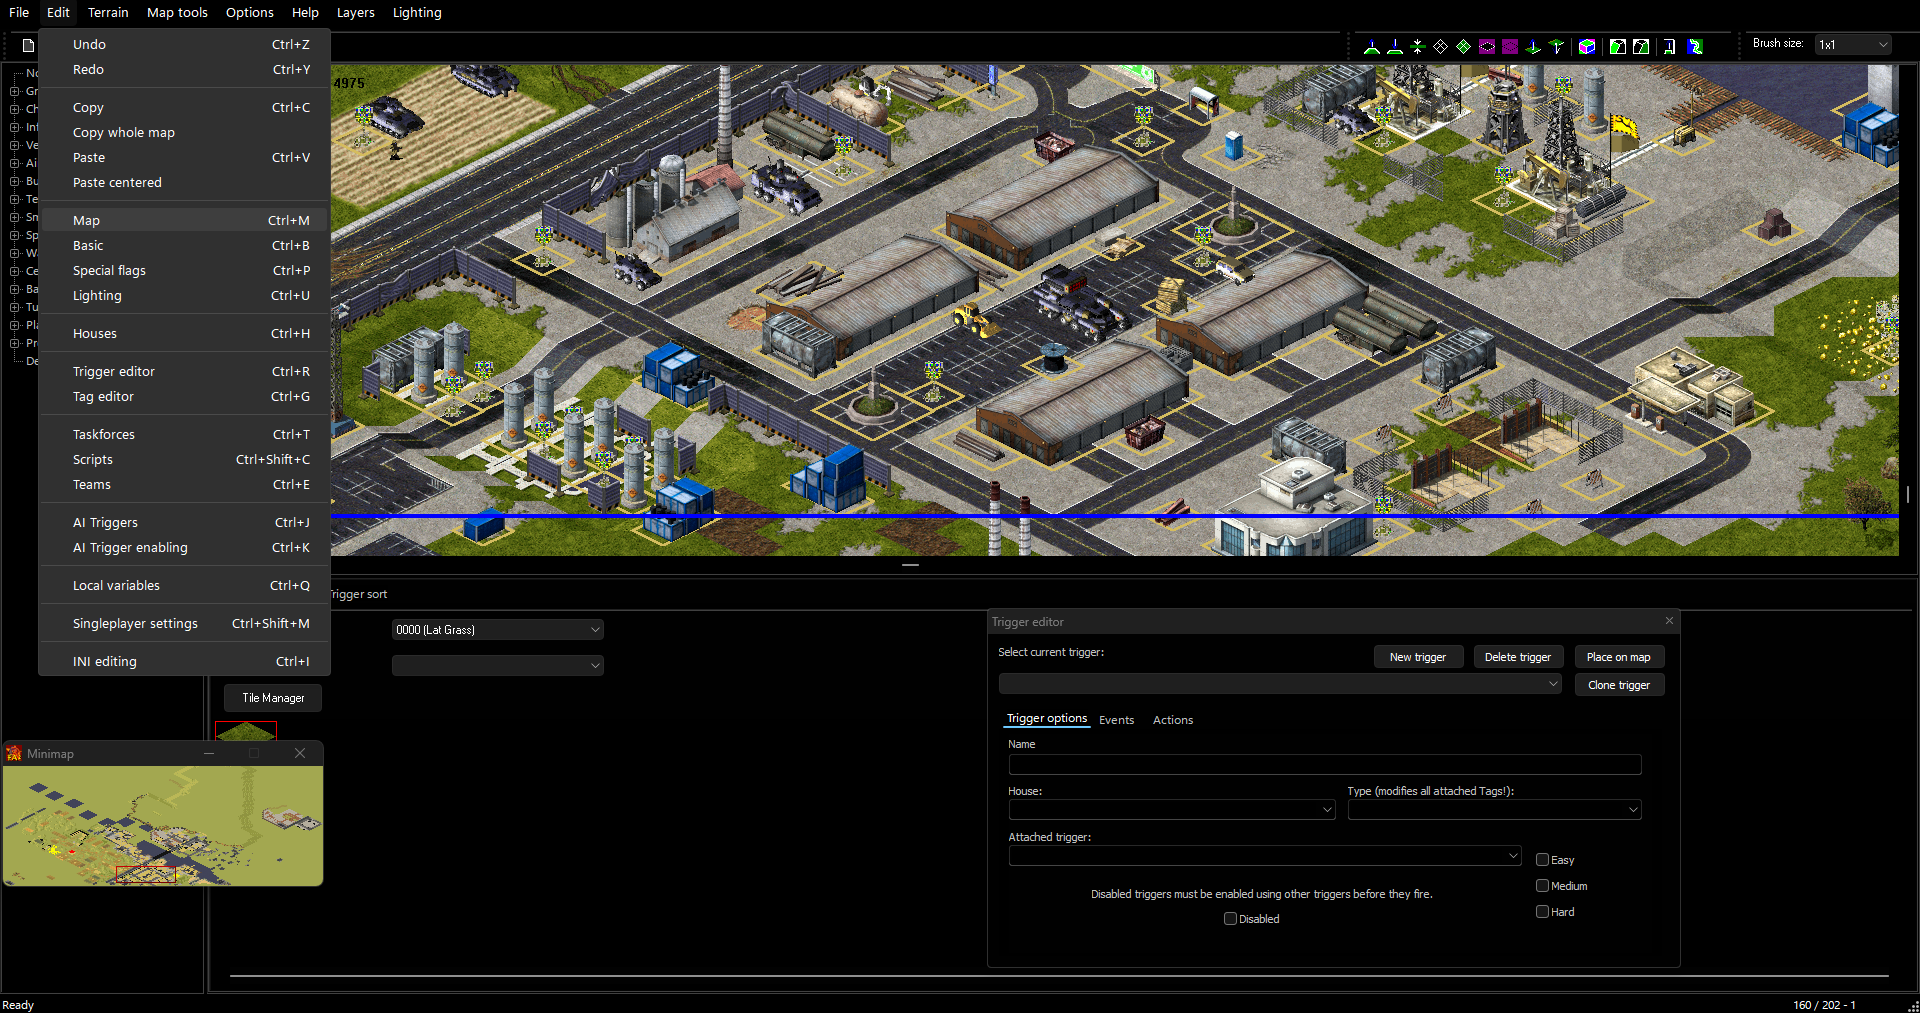 File Edit Terrain Map tools Options Help Layers Lighting
Brush size: 1x1
Undo Ctrl+Z
Redo Ctrl+Y
Copy Ctrl+C
Copy whole map
Paste Ctrl+V
Paste centered
Map Ctrl+M
Basic Ctrl+B
Special flags Ctrl+P
Lighting Ctrl+U
Houses Ctrl+H
Trigger editor Ctrl+R
Tag editor Ctrl+G
Taskforces Ctrl+T
Scripts Ctrl+Shift+C
Teams Ctrl+E
AI Triggers Ctrl+J
AI Trigger enabling Ctrl+K
Local variables Ctrl+Q
Singleplayer settings Ctrl+Shift+M
INI editing Ctrl+I
No
Gr
Ch
Inf
Ve
Ai
Bu
Te
Sm
Sp
Wa
Ce
Ba
Tu
Pla
Pr
De
4975
Trigger sort
0000 (Lat Grass)
Tile Manager
Minimap
Trigger editor
Select current trigger:
New trigger Delete trigger Place on map
Clone trigger
Trigger options Events Actions
Name
House: Type (modifies all attached Tags!):
Attached trigger:
Easy
Medium
Hard
Disabled triggers must be enabled using other triggers before they fire.
Disabled
Ready
160 / 202 - 1